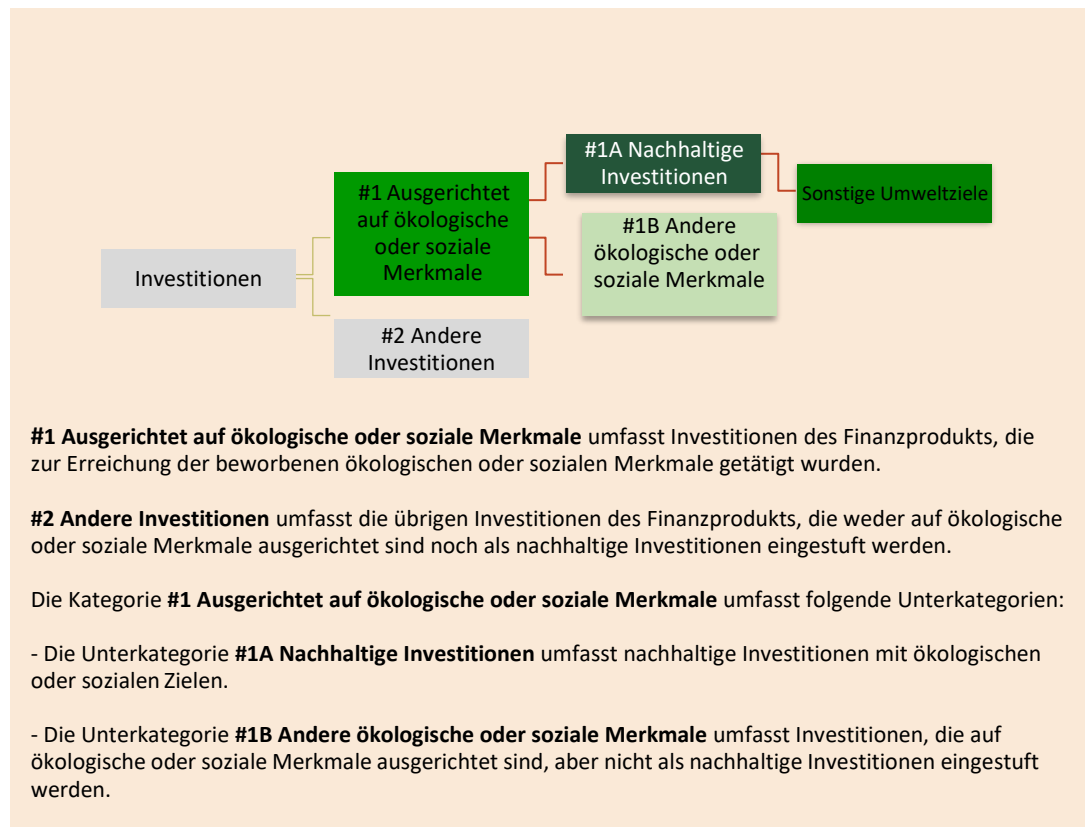 #1A Nachhaltige
Investitionen
#1 Ausgerichtet
auf ökologische
oder soziale
Merkmale
Sonstige Umweltziele
#1B Andere
ökologische oder
soziale Merkmale
Investitionen
#2 Andere
Investitionen
#1 Ausgerichtet auf ökologische oder soziale Merkmale umfasst Investitionen des Finanzprodukts, die
zur Erreichung der beworbenen ökologischen oder sozialen Merkmale getätigt wurden.
#2 Andere Investitionen umfasst die übrigen Investitionen des Finanzprodukts, die weder auf ökologische
oder soziale Merkmale ausgerichtet sind noch als nachhaltige Investitionen eingestuft werden.
Die Kategorie #1 Ausgerichtet auf ökologische oder soziale Merkmale umfasst folgende Unterkategorien:
- Die Unterkategorie #1A Nachhaltige Investitionen umfasst nachhaltige Investitionen mit ökologischen
oder sozialen Zielen.
- Die Unterkategorie #1B Andere ökologische oder soziale Merkmale umfasst Investitionen, die auf
ökologische oder soziale Merkmale ausgerichtet sind, aber nicht als nachhaltige Investitionen eingestuft
werden.